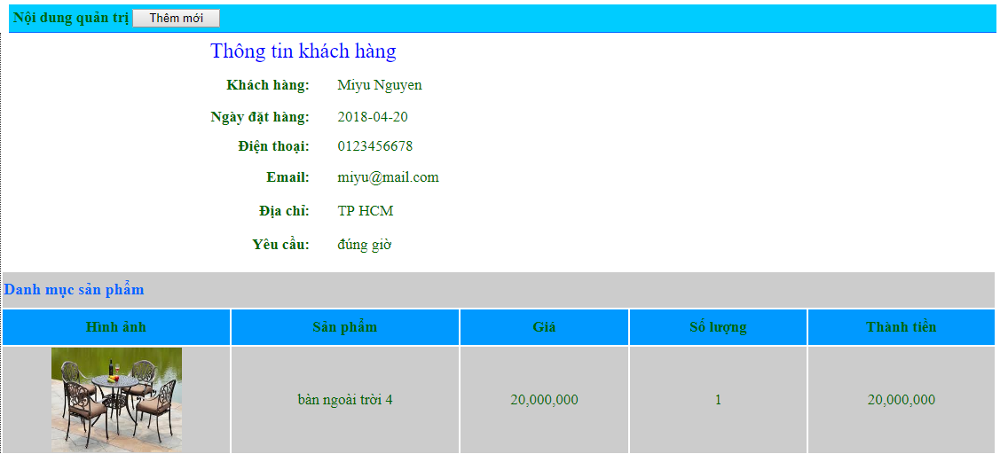 Nội dung quản trị Thêm mới
Thông tin khách hàng
Khách hàng: Miyu Nguyen
Ngày đặt hàng: 2018-04-20
Điện thoại: 0123456678
Email: miyu@mail.com
Địa chỉ: TP HCM
Yêu cầu: đúng giờ
Danh mục sản phẩm
Hình ảnh Sản phẩm Giá Số lượng Thành tiền
bàn ngoài trời 4 20,000,000 1 20,000,000